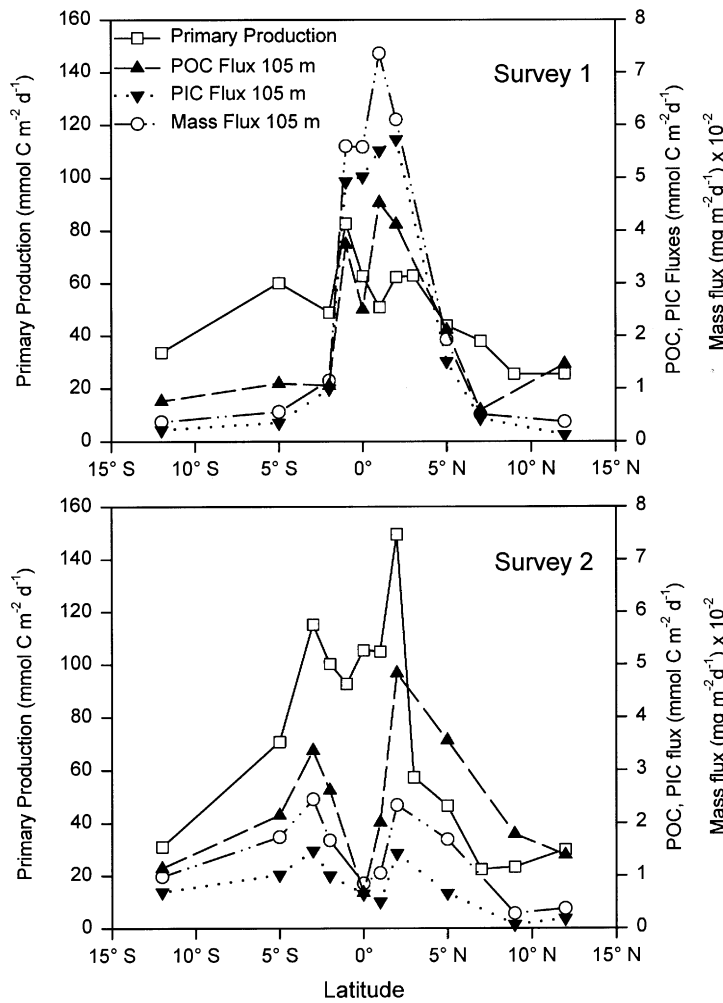 Primary Production
POC Flux 105 m
PIC Flux 105 m
Mass Flux 105 m
Survey 1
160
140
120
100
80
60
40
20
0
8
7
6
5
4
3
2
1
0
15° S
10° S
5° S
0°
5° N
10° N
15° N
Primary Production (mmol C m⁻² d⁻¹)
POC, PIC Fluxes (mmol C m⁻²d⁻¹)
Mass flux (mg m⁻²d⁻¹) x 10⁻²
Survey 2
160
140
120
100
80
60
40
20
0
8
7
6
5
4
3
2
1
0
15° S
10° S
5° S
0°
5° N
10° N
15° N
Primary Production (mmol C m⁻² d⁻¹)
POC, PIC flux (mmol C m⁻² d⁻¹)
Mass flux (mg m⁻²d⁻¹) x 10⁻²
Latitude